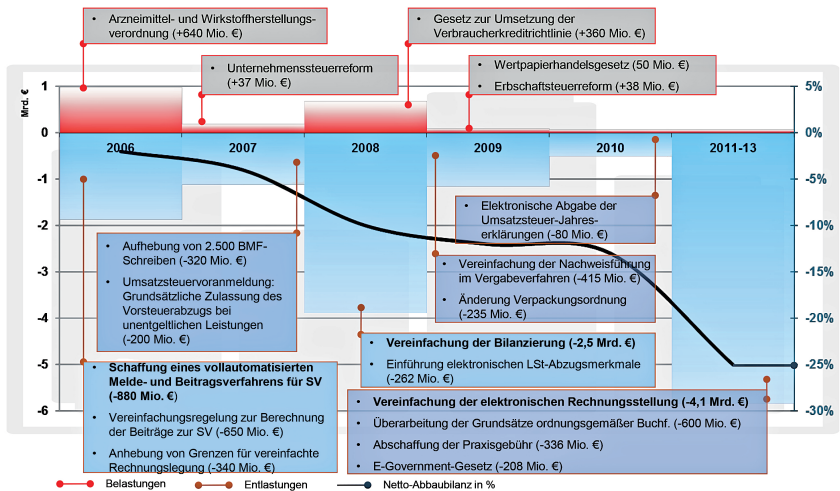 • Arzneimittel- und Wirkstoffherstellungs-
verordnung (+640 Mio. €)
• Gesetz zur Umsetzung der
Verbraucherkreditrichtlinie (+360 Mio. €)
• Unternehmenssteuerreform
(+37 Mio. €)
• Wertpapierhandelsgesetz (50 Mio. €)
• Erbschaftsteuerreform (+38 Mio. €)
Mrd. €
1
0
-1
-2
-3
-4
-5
-6
5%
0%
-5%
-10%
-15%
-20%
-25%
-30%
2006 2007 2008 2009 2010 2011-13
• Elektronische Abgabe der
Umsatzsteuer-Jahres-
erklärungen (-80 Mio. €)
• Aufhebung von 2.500 BMF-
Schreiben (-320 Mio. €)
• Umsatzsteuervoranmeldung:
Grundsätzliche Zulassung des
Vorsteuerabzugs bei
unentgeltlichen Leistungen
(-200 Mio. €)
• Vereinfachung der Nachweisführung
im Vergabeverfahren (-415 Mio. €)
• Änderung Verpackungsordnung
(-235 Mio. €)
• Vereinfachung der Bilanzierung (-2,5 Mrd. €)
• Einführung elektronischen LSt-Abzugsmerkmale
(-262 Mio. €)
• Schaffung eines vollautomatisierten
Melde- und Beitragsverfahrens für SV
(-880 Mio. €)
• Vereinfachungsregelung zur Berechnung
der Beiträge zur SV (-650 Mio. €)
• Anhebung von Grenzen für vereinfachte
Rechnungslegung (-340 Mio. €)
• Vereinfachung der elektronischen Rechnungsstellung (-4,1 Mrd. €)
• Überarbeitung der Grundsätze ordnungsgemäßer Buchf. (-600 Mio. €)
• Abschaffung der Praxisgebühr (-336 Mio. €)
• E-Government-Gesetz (-208 Mio. €)
Belastungen Entlastungen Netto-Abbaubilanz in %